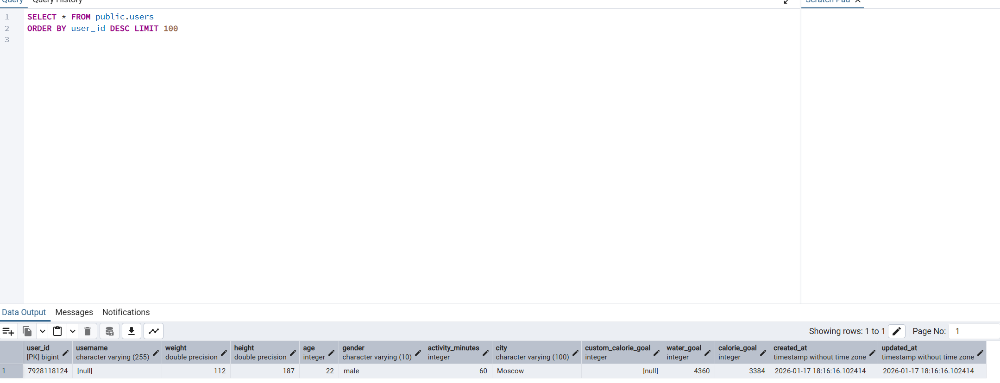 Query Query History
Scratch Pad
1 SELECT * FROM public.users
2 ORDER BY user_id DESC LIMIT 100
3
Data Output Messages Notifications
Showing rows: 1 to 1 Page No: 1
user_id username weight height age gender activity_minutes city custom_calorie_goal water_goal calorie_goal created_at updated_at
[PK] bigint character varying (255) double precision double precision integer character varying (10) integer character varying (100) integer integer integer timestamp without time zone timestamp without time zone
1 7928118124 [null] 112 187 22 male 60 Moscow [null] 4360 3384 2026-01-17 18:16:16.102414 2026-01-17 18:16:16.102414